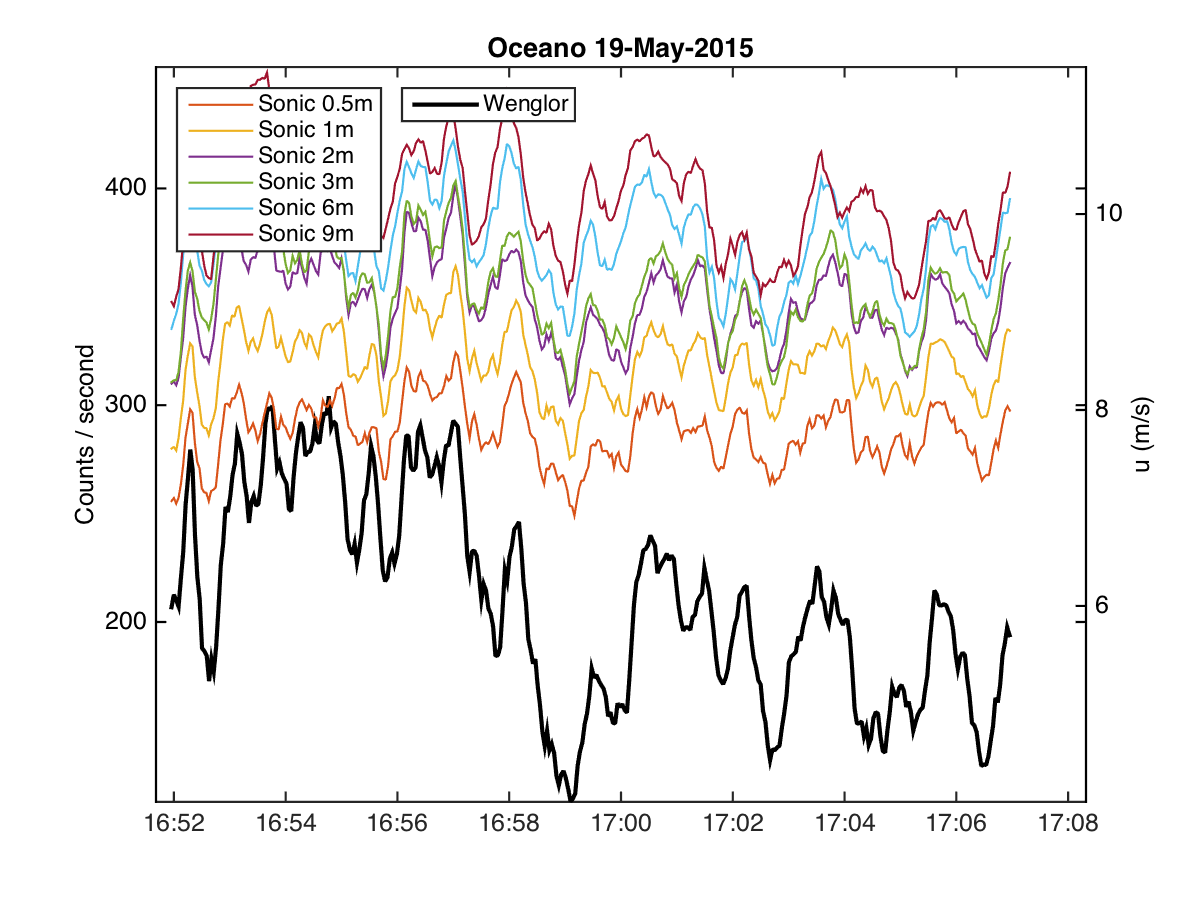 Oceano 19-May-2015
Sonic 0.5m
Sonic 1m
Sonic 2m
Sonic 3m
Sonic 6m
Sonic 9m
Wenglor
Counts / second
400
300
200
10
8
6
u (m/s)
16:52 16:54 16:56 16:58 17:00 17:02 17:04 17:06 17:08